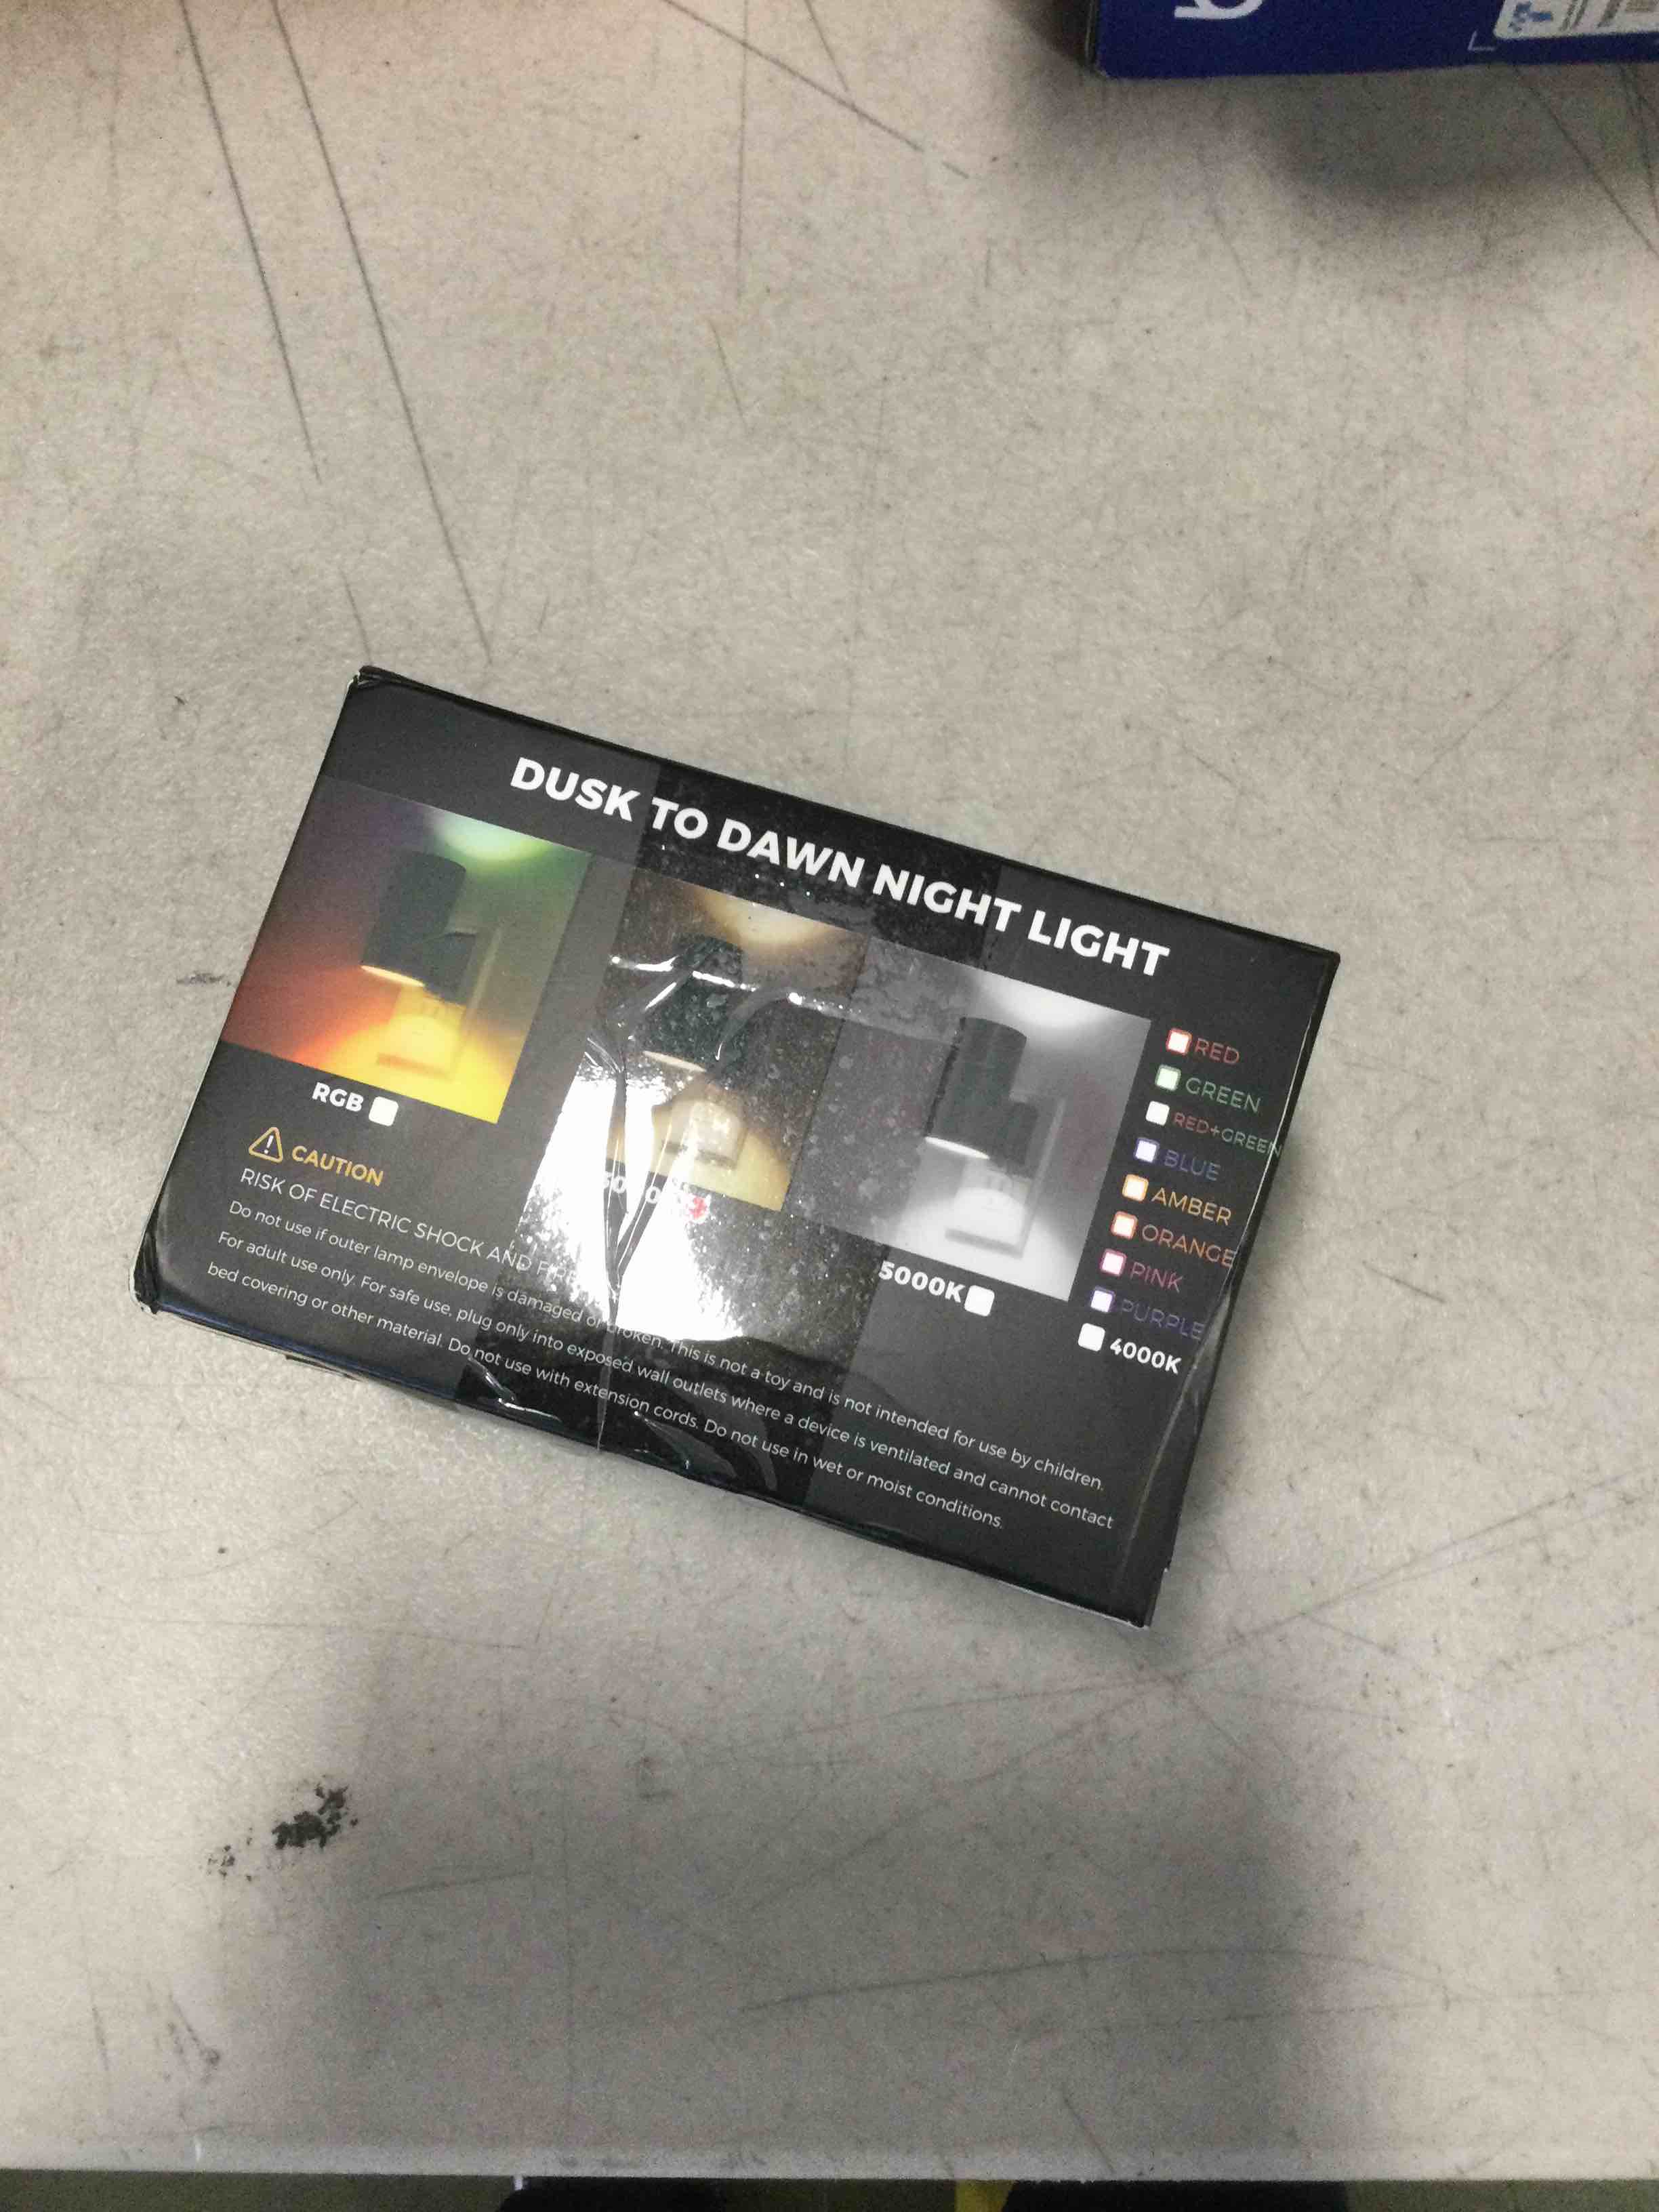 DUSK TO DAWN NIGHT LIGHT
RGB
5000K
RED
GREEN
RED+GREEN
BLUE
AMBER
ORANGE
PINK
PURPLE
4000K
CAUTION
RISK OF ELECTRIC SHOCK AND FIRE
Do not use if outer lamp envelope is damaged or broken. This is not a toy and is not intended for use by children.
For adult use only. For safe use, plug only into exposed wall outlets where a device is ventilated and cannot contact
bed covering or other material. Do not use with extension cords. Do not use in wet or moist conditions.